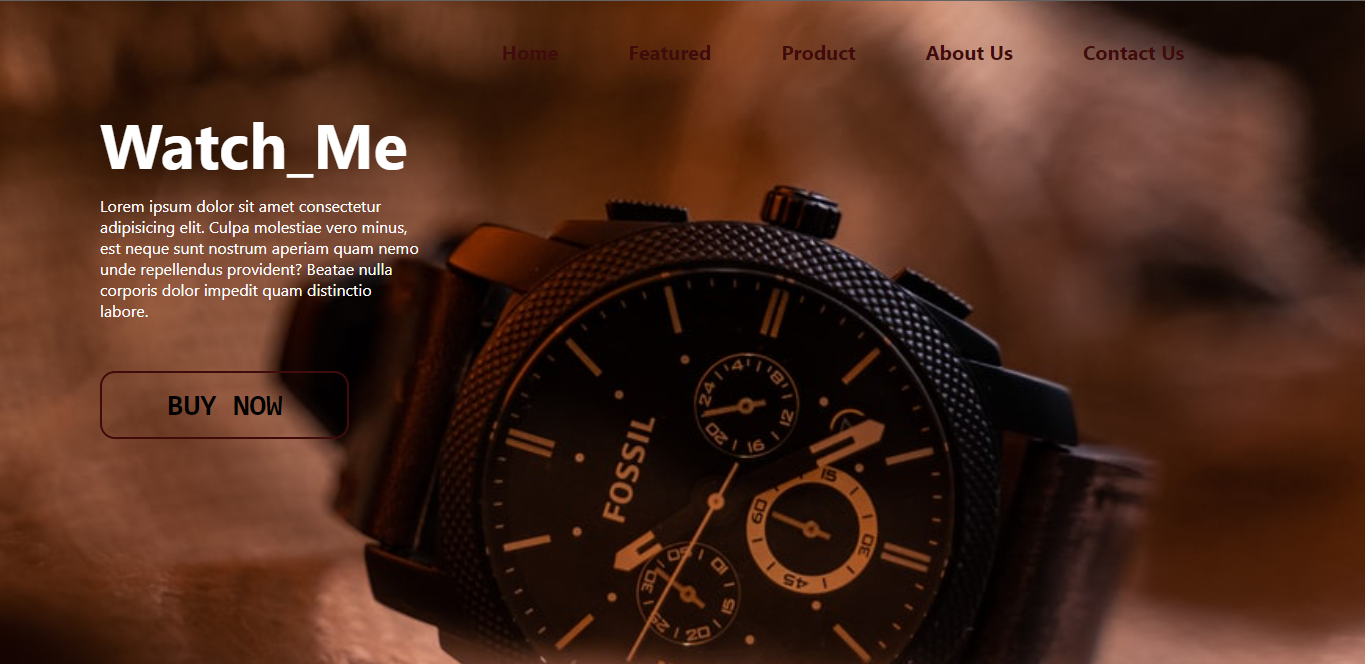 Home Featured Product About Us Contact Us
Watch_Me
Lorem ipsum dolor sit amet consectetur
adipisicing elit. Culpa molestiae vero minus,
est neque sunt nostrum aperiam quam nemo
unde repellendus provident? Beatae nulla
corporis dolor impedit quam distinctio
labore.
BUY NOW
FOSSIL
24 4 8 12 16 20
15 30 45 60
05 10 15 20 25 30